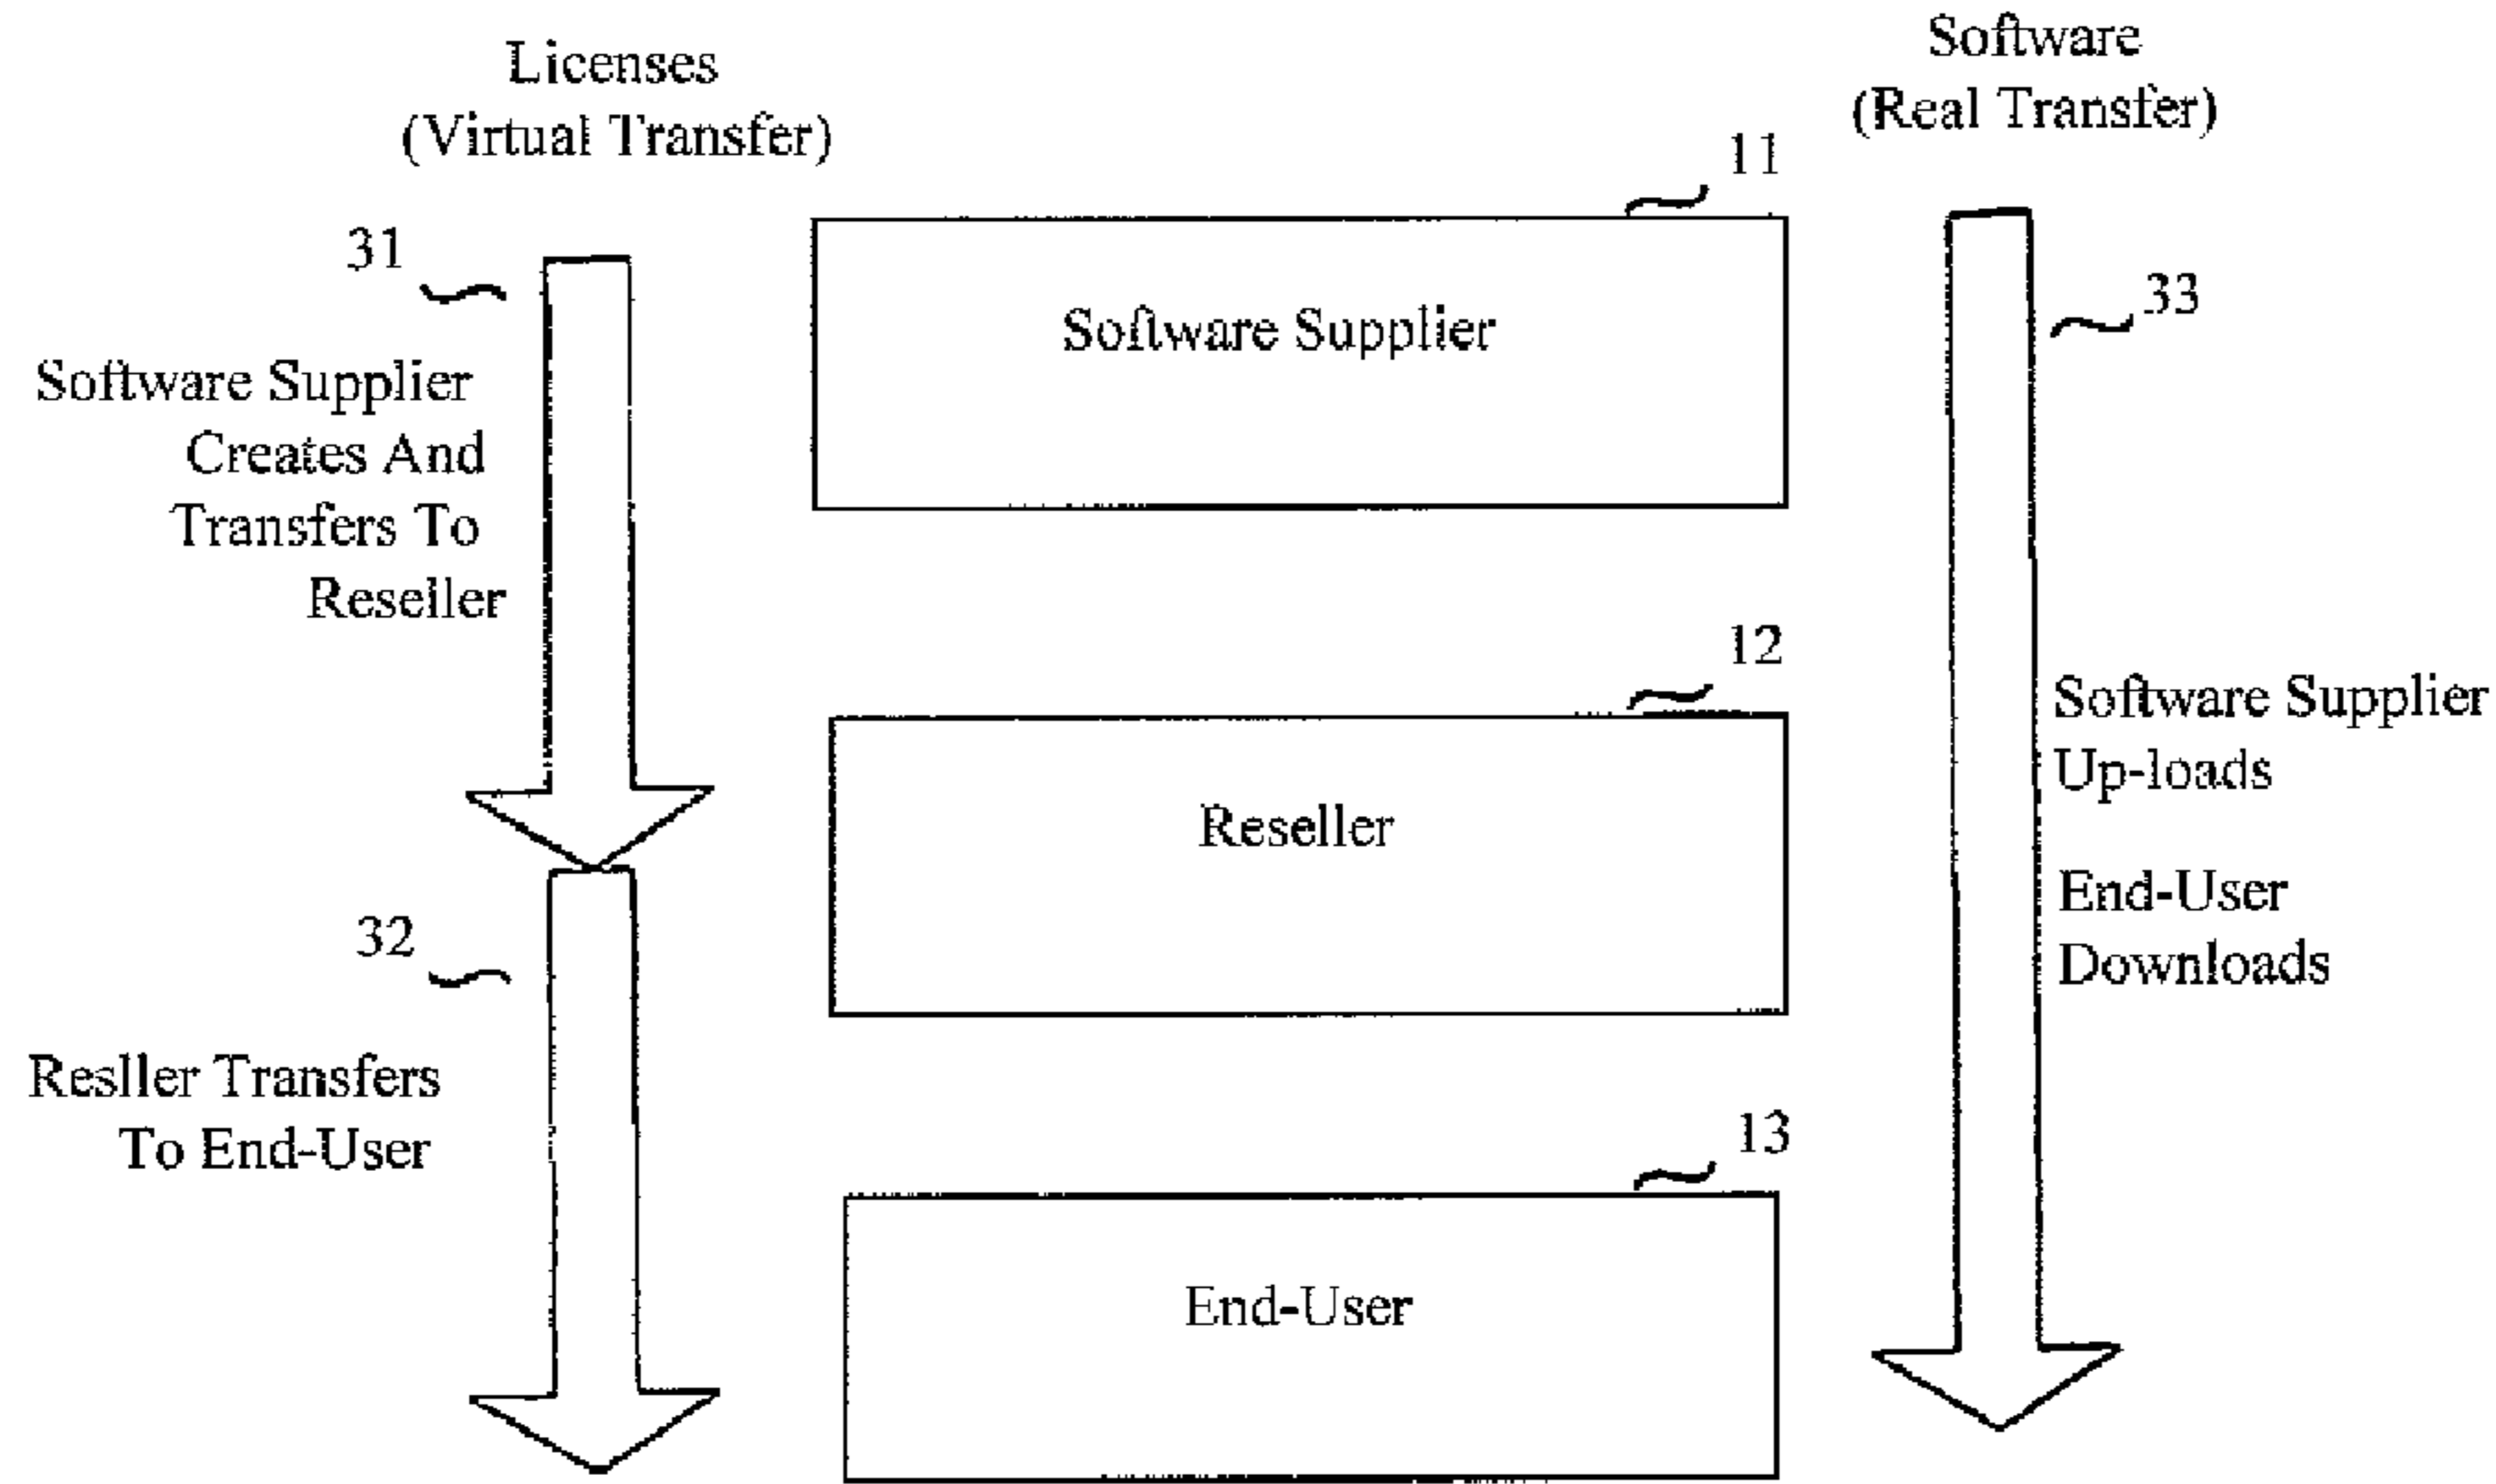 Licenses
(Virtual Transfer)
Software
(Real Transfer)
11
31
Software Supplier
33
Software Supplier
Creates And
Transfers To
Reseller
12
Software Supplier
Up-loads
Reseller
End-User
Downloads
32
Resller Transfers
To End-User
13
End-User